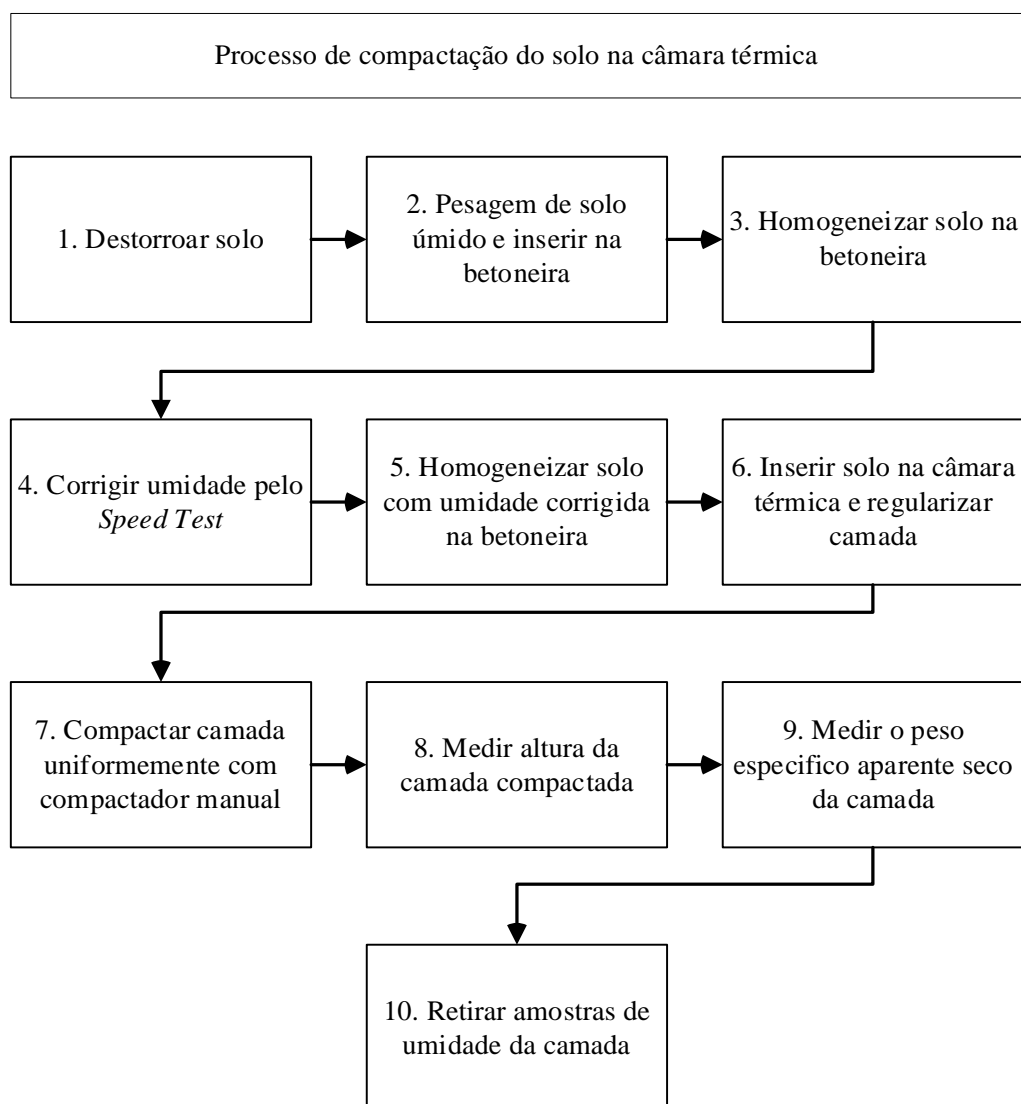 Processo de compactação do solo na câmara térmica
1. Destorroar solo
2. Pesagem de solo
úmido e inserir na
betoneira
3. Homogeneizar solo na
betoneira
4. Corrigir umidade pelo
Speed Test
5. Homogeneizar solo
com umidade corrigida
na betoneira
6. Inserir solo na câmara
térmica e regularizar
camada
7. Compactar camada
uniformemente com
compactador manual
8. Medir altura da
camada compactada
9. Medir o peso
especifico aparente seco
da camada
10. Retirar amostras de
umidade da camada